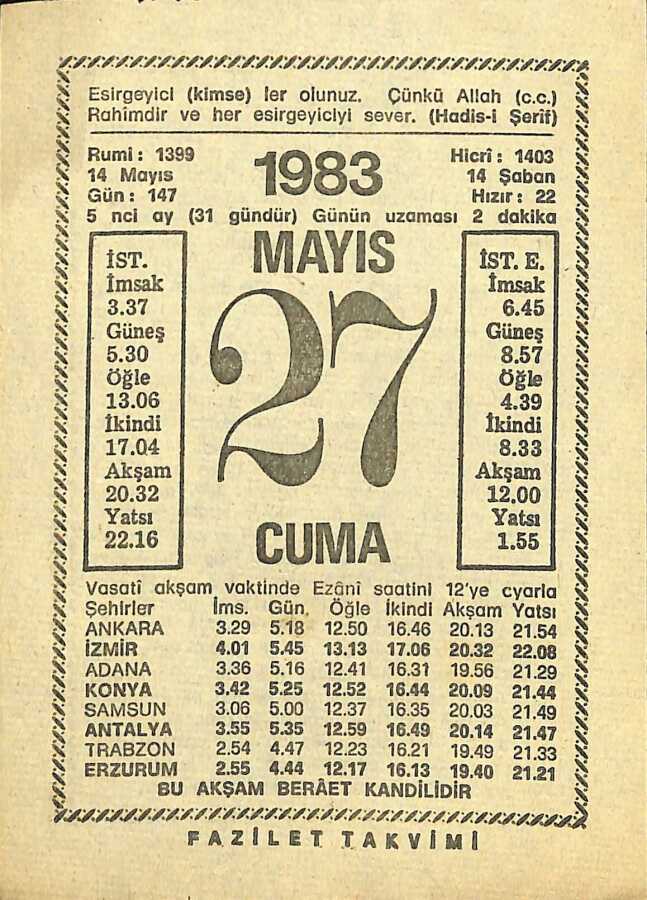 Esirgeyici (kimse) ler olunuz. Çünkü Allah (c.c.)
Rahîmdir ve her esirgeyiciyi sever. (Hadis-i Şerîf)
Rumi : 1399
14 Mayıs
Gün : 147
1983
Hicrî : 1403
14 Şaban
Hızır : 22
5 nci ay (31 gündür) Günün uzaması 2 dakika
MAYIS
27
CUMA
İST.
İmsak
3.37
Güneş
5.30
Öğle
13.06
İkindi
17.04
Akşam
20.32
Yatsı
22.16
İST. E.
İmsak
6.45
Güneş
8.57
Öğle
4.39
İkindi
8.33
Akşam
12.00
Yatsı
1.55
Vasatî akşam vaktinde Ezânî saatini 12'ye cyarla
Şehirler İms. Gün. Öğle İkindi Akşam Yatsı
ANKARA 3.29 5.18 12.50 16.46 20.13 21.54
İZMİR 4.01 5.45 13.13 17.06 20.32 22.08
ADANA 3.36 5.16 12.41 16.31 19.56 21.29
KONYA 3.42 5.25 12.52 16.44 20.09 21.44
SAMSUN 3.06 5.00 12.37 16.35 20.03 21.49
ANTALYA 3.55 5.35 12.59 16.49 20.14 21.47
TRABZON 2.54 4.47 12.23 16.21 19.49 21.33
ERZURUM 2.55 4.44 12.17 16.13 19.40 21.21
BU AKŞAM BERÂET KANDİLİDİR
FAZİLET TAKVİMİ